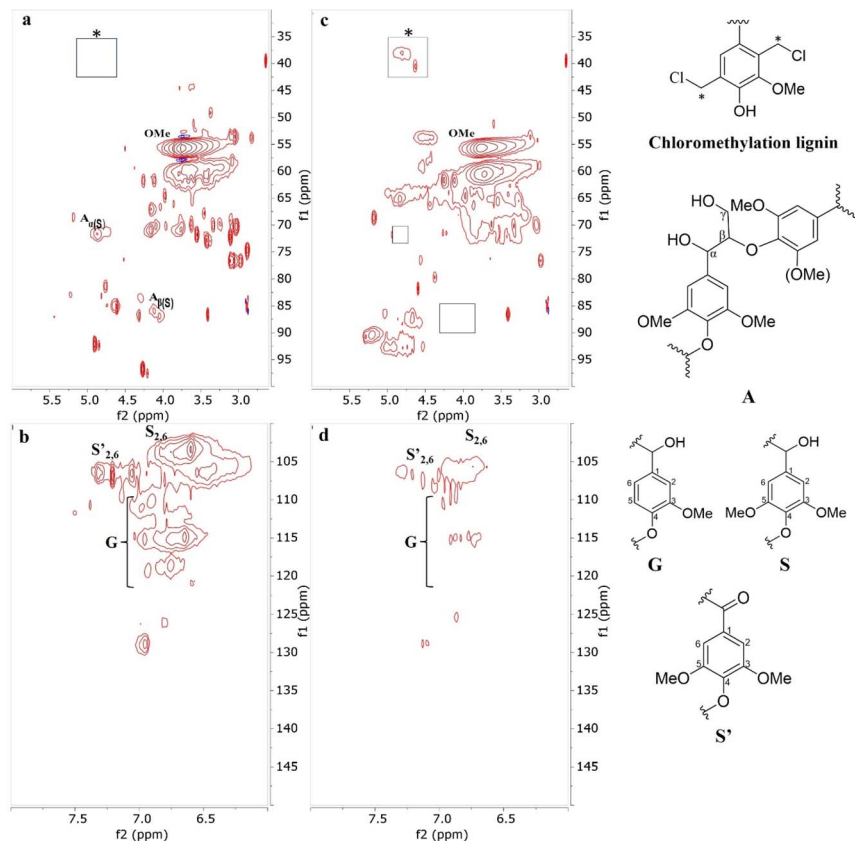 a
*
35
40
45
50
55
60
65
70
75
80
85
90
95
f1 (ppm)
OMe
Aα(S)
Aβ(S)
5.5 5.0 4.5 4.0 3.5 3.0
f2 (ppm)
c
*
35
40
45
50
55
60
65
70
75
80
85
90
95
f1 (ppm)
OMe
5.5 5.0 4.5 4.0 3.5 3.0
f2 (ppm)
b
S2,6
S’2,6
G
105
110
115
120
125
130
135
140
145
f1 (ppm)
7.5 7.0 6.5
f2 (ppm)
d
S2,6
S’2,6
G
105
110
115
120
125
130
135
140
145
f1 (ppm)
7.5 7.0 6.5
f2 (ppm)
*
Cl
Cl
*
OMe
OH
Chloromethylation lignin
HO
γ
MeO
HO
β
α
O
(OMe)
MeO
OMe
O
A
OH
1
6 2
5 3
4 OMe
O
G
OH
1
6 2
5 3
MeO 4 OMe
O
S
O
1
6 2
5 3
MeO 4 OMe
O
S’